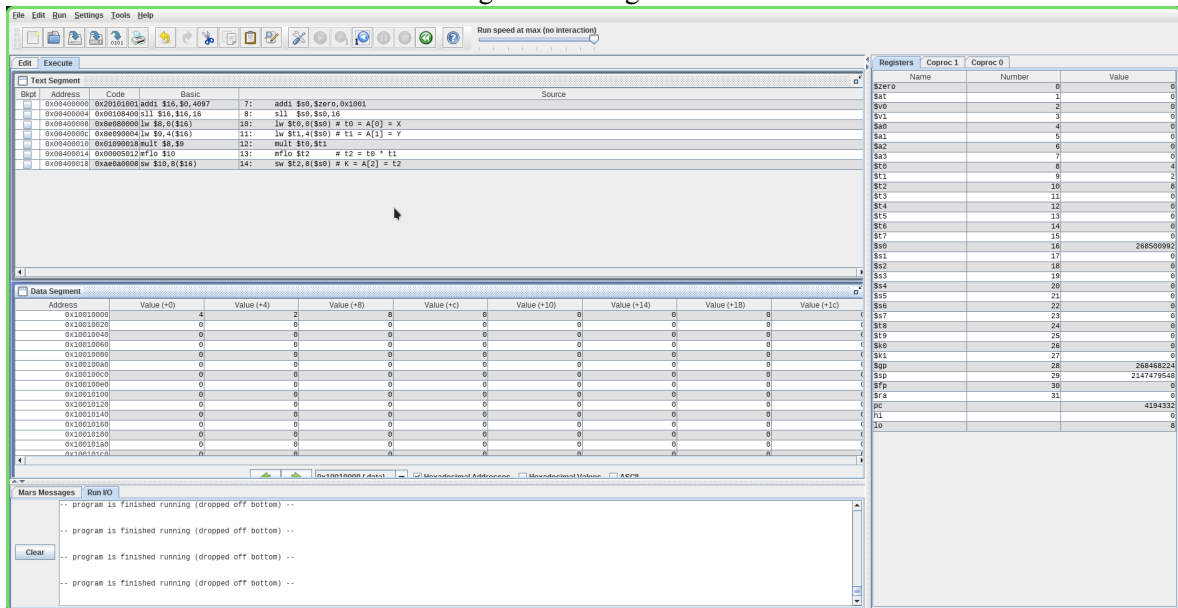 File Edit Run Settings Tools Help
Run speed at max (no interaction)
Edit Execute
Text Segment
Bkpt Address Code Basic Source
0x00400000 0x20101001 addi $16,$0,4097 7: addi $s0,$zero,0x1001
0x00400004 0x00108400 sll $16,$16,16 8: sll $s0,$s0,16
0x00400008 0x8e080000 lw $8,0($16) 10: lw $t0,0($s0) # t0 = A[0] = X
0x0040000c 0x8e090004 lw $9,4($16) 11: lw $t1,4($s0) # t1 = A[1] = Y
0x00400010 0x01090018 mult $8,$9 12: mult $t0,$t1
0x00400014 0x00005012 mflo $10 13: mflo $t2 # t2 = t0 * t1
0x00400018 0xae0a0008 sw $10,8($16) 14: sw $t2,8($s0) # K = A[2] = t2
Data Segment
Address Value (+0) Value (+4) Value (+8) Value (+c) Value (+10) Value (+14) Value (+18) Value (+1c)
0x10010000 4 2 8 0 0 0 0
0x10010020 0 0 0 0 0 0 0
0x10010040 0 0 0 0 0 0 0
0x10010060 0 0 0 0 0 0 0
0x10010080 0 0 0 0 0 0 0
0x100100a0 0 0 0 0 0 0 0
0x100100c0 0 0 0 0 0 0 0
0x100100e0 0 0 0 0 0 0 0
0x10010100 0 0 0 0 0 0 0
0x10010120 0 0 0 0 0 0 0
0x10010140 0 0 0 0 0 0 0
0x10010160 0 0 0 0 0 0 0
0x10010180 0 0 0 0 0 0 0
0x100101a0 0 0 0 0 0 0 0
0x100101c0 0 0 0 0 0 0 0
0x10010000 (.data) Hexadecimal Addresses Hexadecimal Values ASCII
Mars Messages Run I/O
-- program is finished running (dropped off bottom) --
-- program is finished running (dropped off bottom) --
-- program is finished running (dropped off bottom) --
-- program is finished running (dropped off bottom) --
Clear
Registers Coproc 1 Coproc 0
Name Number Value
$zero 0 0
$at 1 0
$v0 2 0
$v1 3 0
$a0 4 0
$a1 5 0
$a2 6 0
$a3 7 0
$t0 8 4
$t1 9 2
$t2 10 8
$t3 11 0
$t4 12 0
$t5 13 0
$t6 14 0
$t7 15 0
$s0 16 268500992
$s1 17 0
$s2 18 0
$s3 19 0
$s4 20 0
$s5 21 0
$s6 22 0
$s7 23 0
$t8 24 0
$t9 25 0
$k0 26 0
$k1 27 0
$gp 28 268468224
$sp 29 2147479548
$fp 30 0
$ra 31 0
pc 4194332
hi 0
lo 8